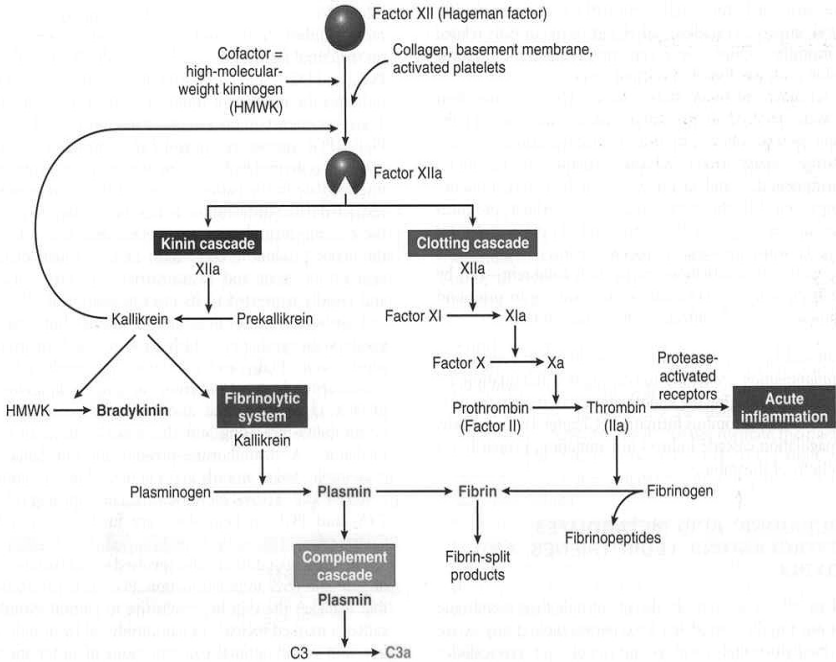 Factor XII (Hageman factor)
Cofactor =
high-molecular-
weight kininogen
(HMWK)
Collagen, basement membrane,
activated platelets
Factor XIIa
Kinin cascade
Clotting cascade
XIIa
XIIa
Kallikrein
Prekallikrein
Factor XI
XIa
Factor X
Xa
Protease-
activated
receptors
HMWK
Bradykinin
Fibrinolytic
system
Prothrombin
(Factor II)
Thrombin
(IIa)
Acute
inflammation
Kallikrein
Plasminogen
Plasmin
Fibrin
Fibrinogen
Fibrinopeptides
Fibrin-split
products
Complement
cascade
Plasmin
C3
C3a